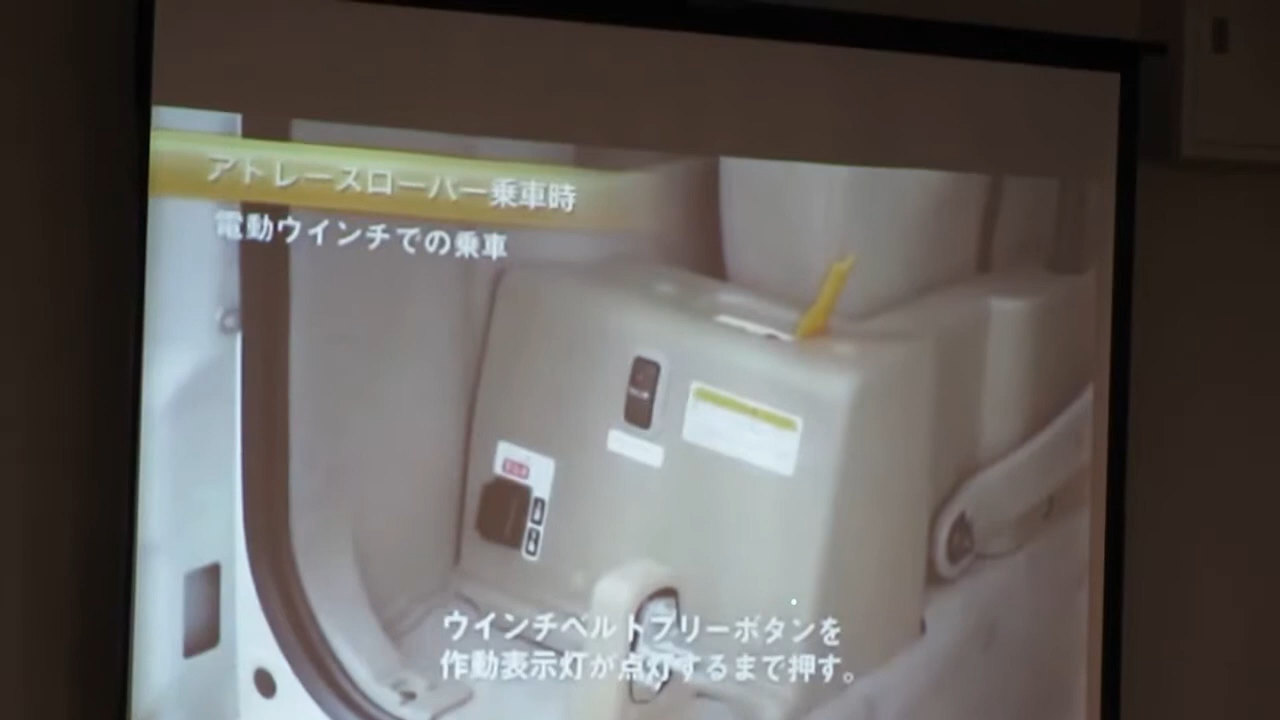 アトレースローパー乗車時
電動ウインチでの乗車
ウインチベルトフリーボタンを
作動表示灯が点灯するまで押す。